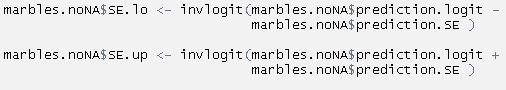 marbles.noNA$SE.lo <- invlogit(marbles.noNA$prediction.logit -
marbles.noNA$prediction.SE )
marbles.noNA$SE.up <- invlogit(marbles.noNA$prediction.logit +
marbles.noNA$prediction.SE )